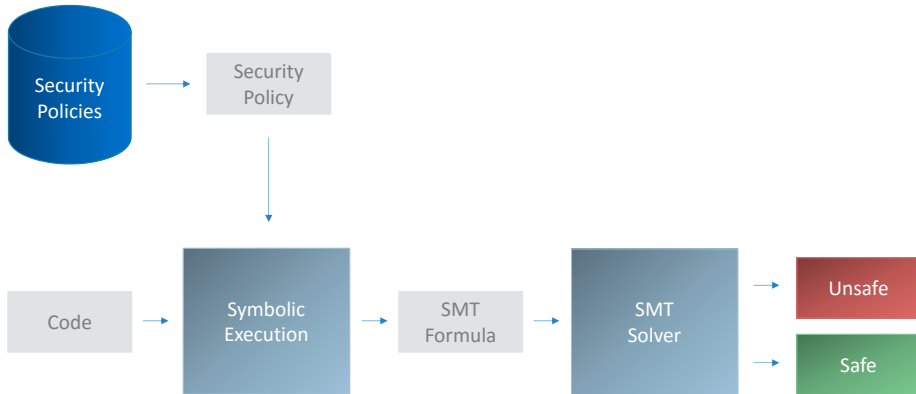 Security
Policies
Security
Policy
Code
Symbolic
Execution
SMT
Formula
SMT
Solver
Unsafe
Safe